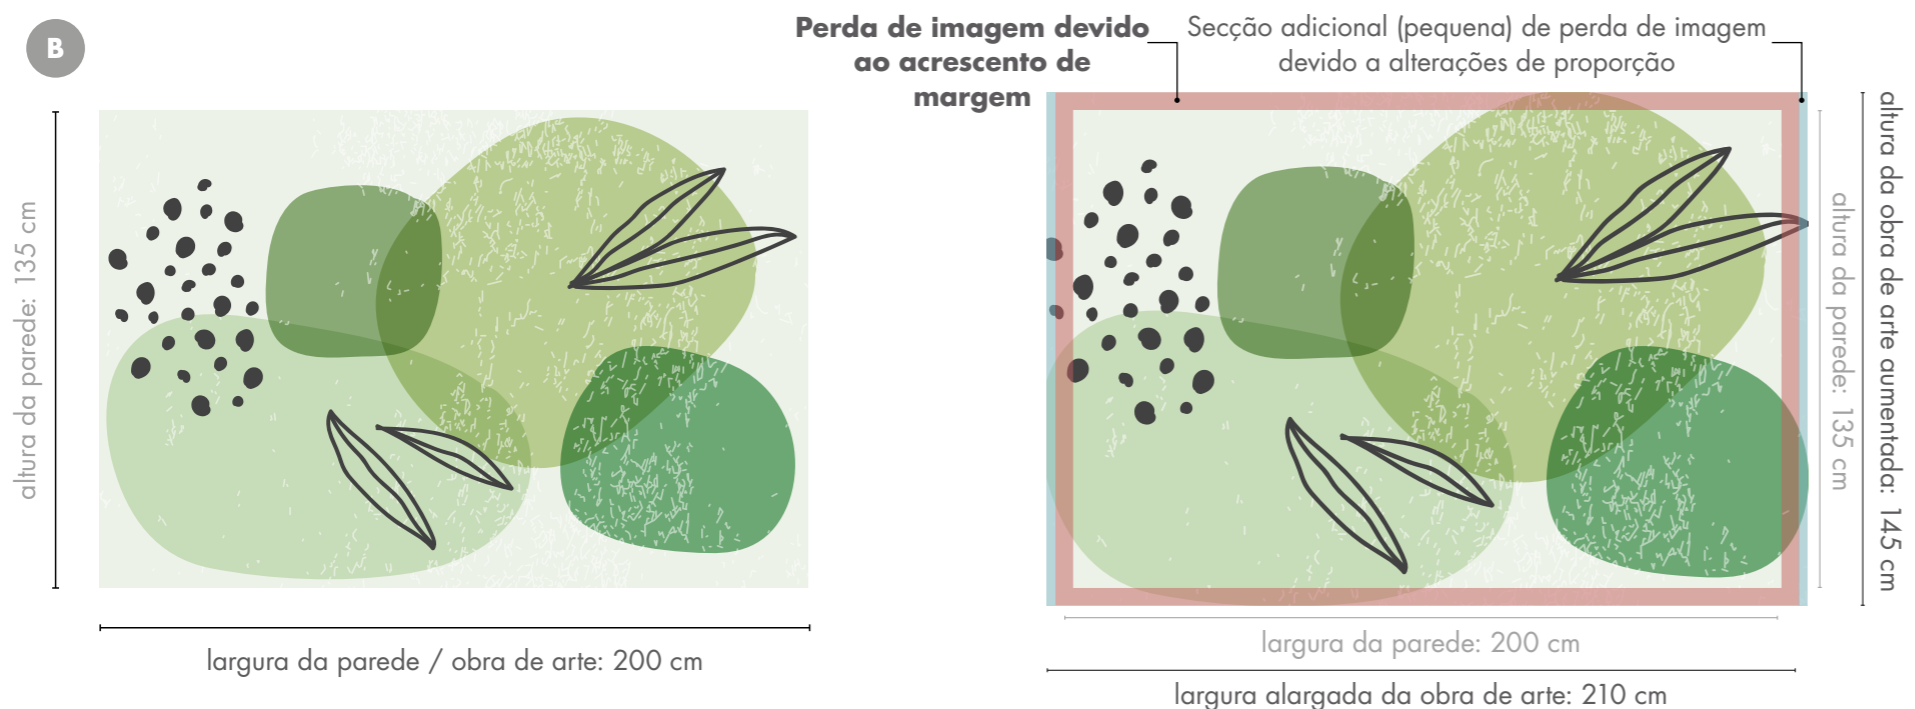 B
altura da parede: 135 cm
largura da parede / obra de arte: 200 cm
Perda de imagem devido
ao acrescento de
margem
Secção adicional (pequena) de perda de imagem
devido a alterações de proporção
altura da parede: 135 cm
altura da obra de arte aumentada: 145 cm
largura da parede: 200 cm
largura alargada da obra de arte: 210 cm